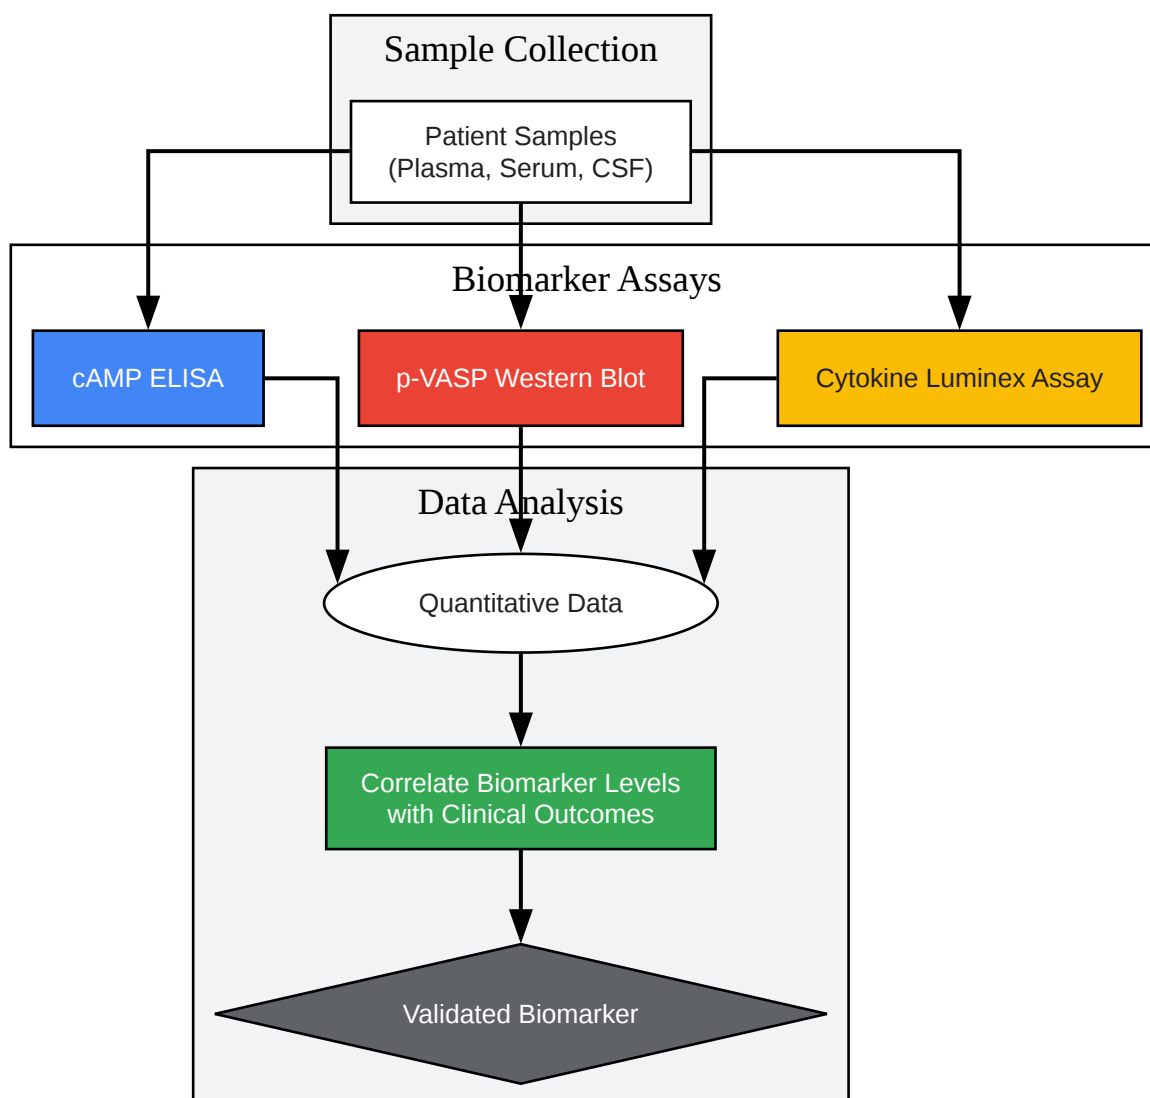 Sample Collection
Patient Samples
(Plasma, Serum, CSF)
Biomarker Assays
cAMP ELISA
p-VASP Western Blot
Cytokine Luminex Assay
Data Analysis
Quantitative Data
Correlate Biomarker Levels
with Clinical Outcomes
Validated Biomarker